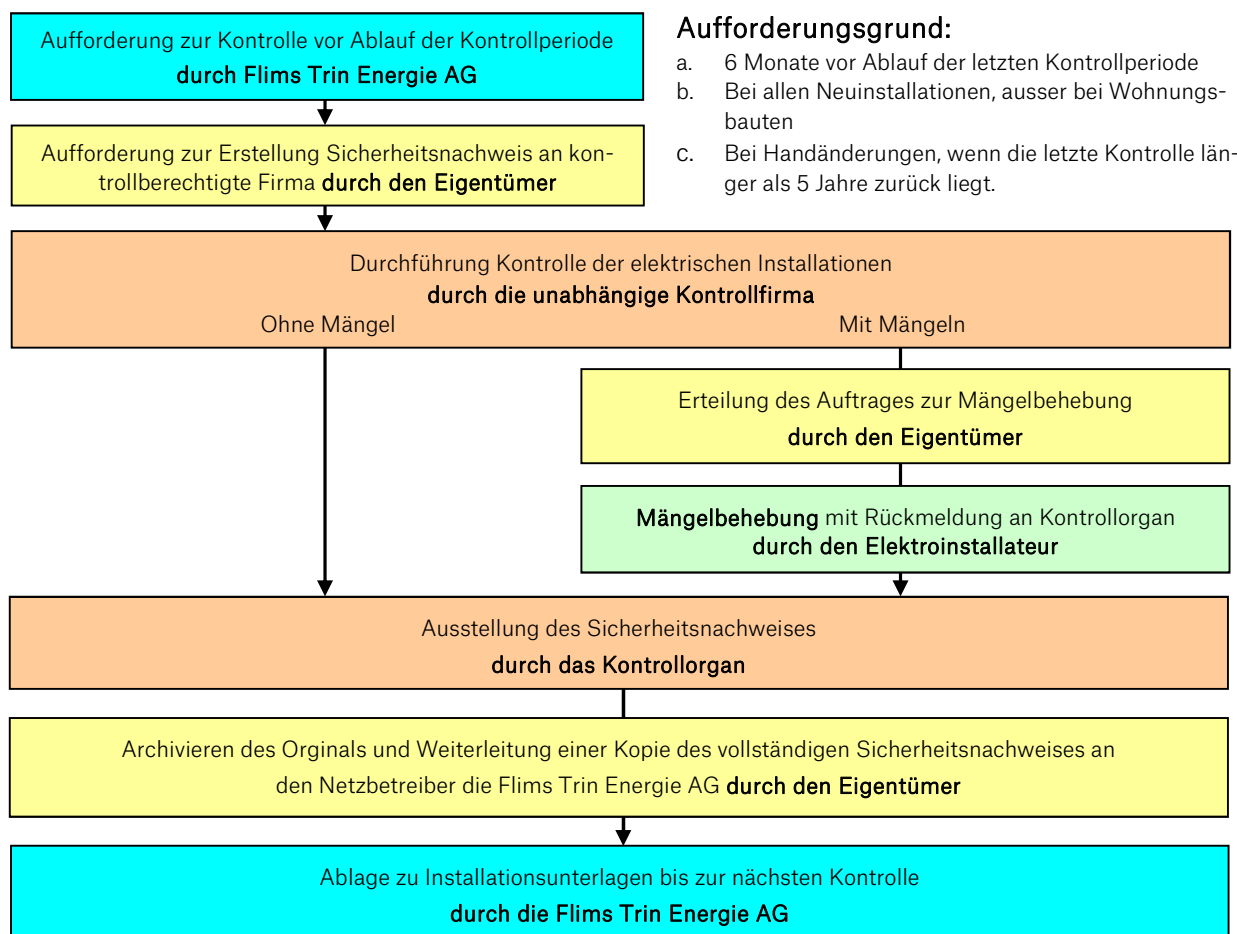 Aufforderung zur Kontrolle vor Ablauf der Kontrollperiode
durch Flims Trin Energie AG
Aufforderungsgrund:
a. 6 Monate vor Ablauf der letzten Kontrollperiode
b. Bei allen Neuinstallationen, ausser bei Wohnungs-
bauten
c. Bei Handänderungen, wenn die letzte Kontrolle län-
ger als 5 Jahre zurück liegt.
Aufforderung zur Erstellung Sicherheitsnachweis an kon-
trollberechtigte Firma durch den Eigentümer
Durchführung Kontrolle der elektrischen Installationen
durch die unabhängige Kontrollfirma
Ohne Mängel
Mit Mängeln
Erteilung des Auftrages zur Mängelbehebung
durch den Eigentümer
Mängelbehebung mit Rückmeldung an Kontrollorgan
durch den Elektroinstallateur
Ausstellung des Sicherheitsnachweises
durch das Kontrollorgan
Archivieren des Orginals und Weiterleitung einer Kopie des vollständigen Sicherheitsnachweises an
den Netzbetreiber die Flims Trin Energie AG durch den Eigentümer
Ablage zu Installationsunterlagen bis zur nächsten Kontrolle
durch die Flims Trin Energie AG